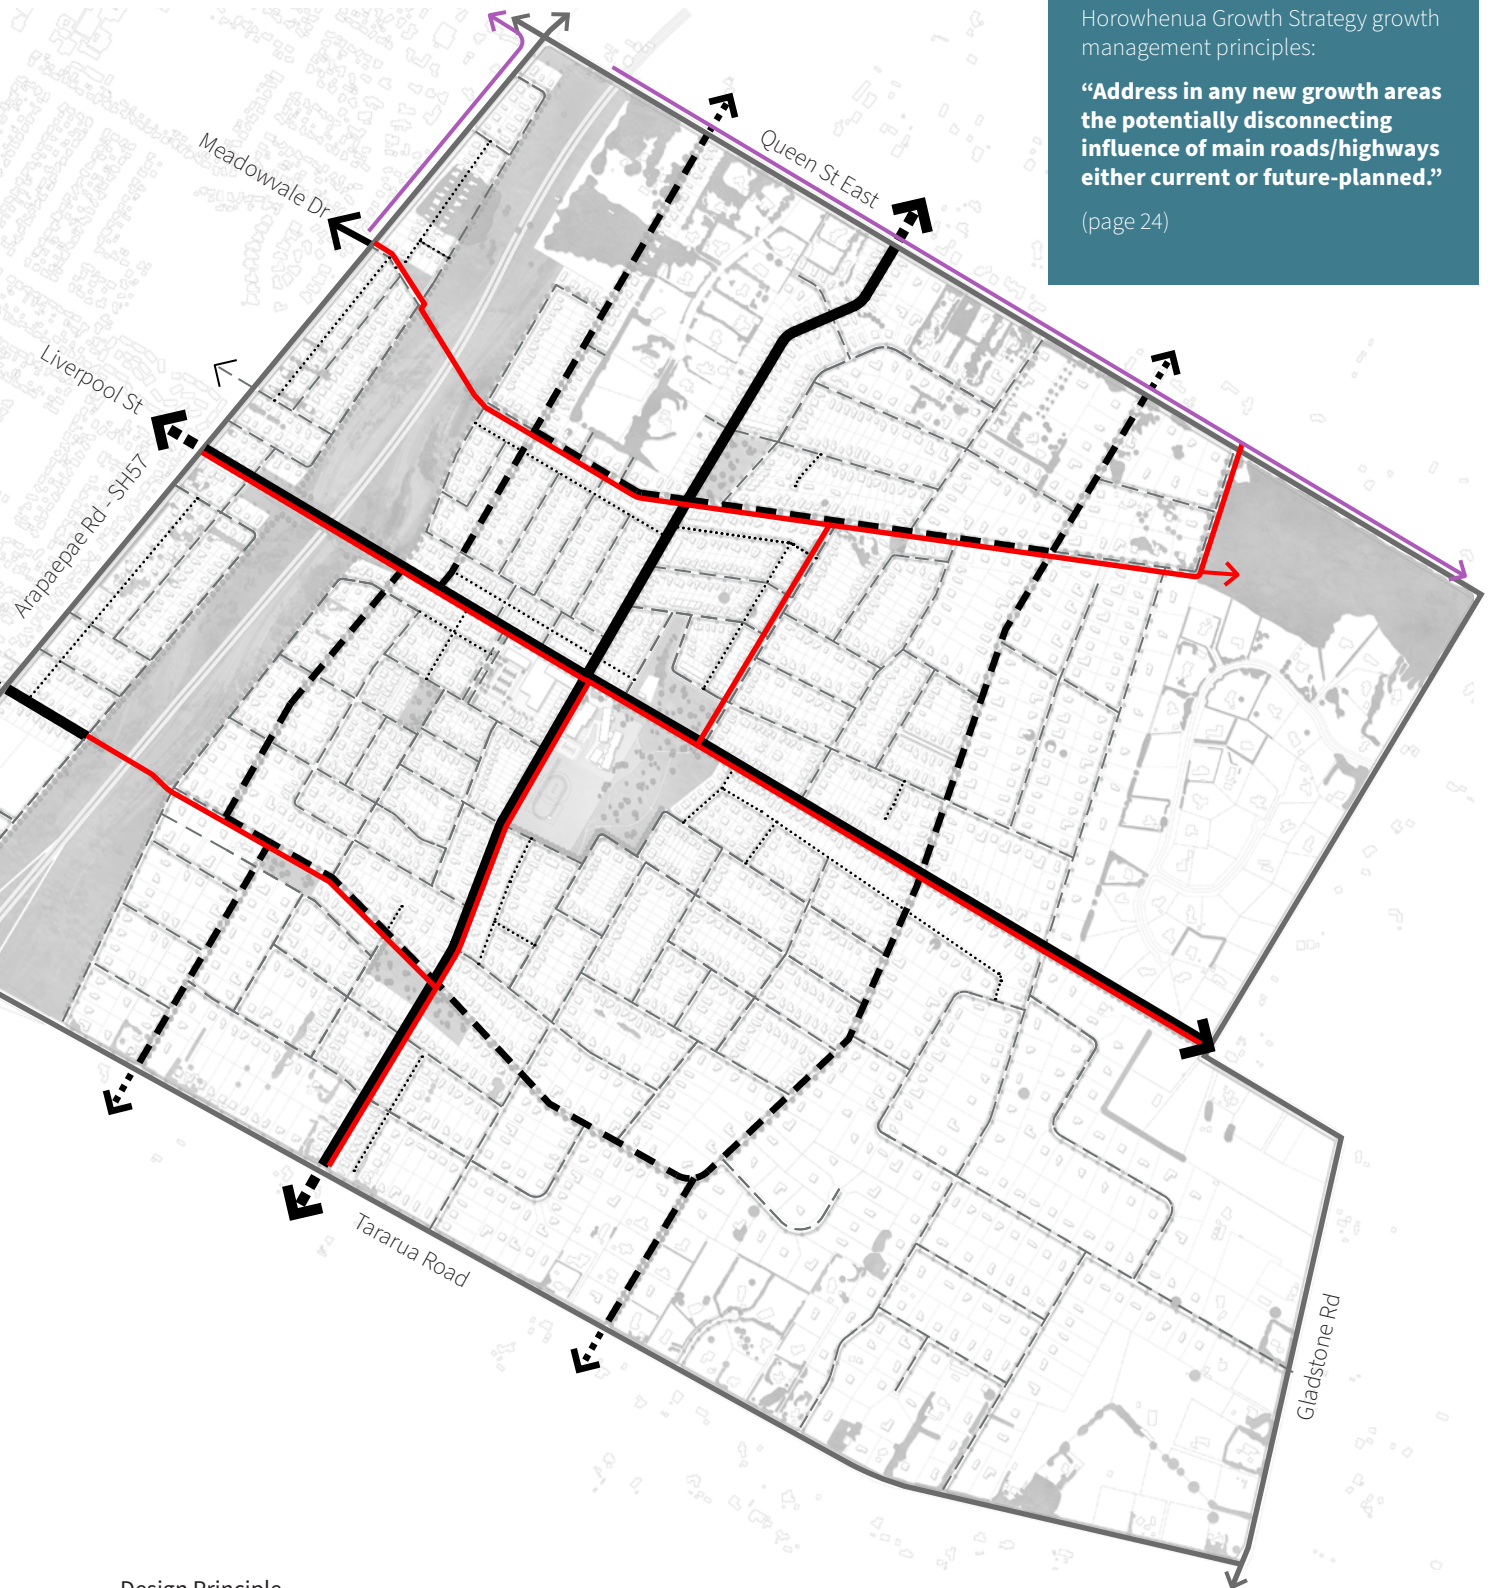 Horowhenua Growth Strategy growth
management principles:
“Address in any new growth areas
the potentially disconnecting
influence of main roads/highways
either current or future-planned.”
(page 24)
Meadowvale Dr
Queen St East
Liverpool St
Arapaepae Rd - SH57
Tararua Road
Gladstone Rd
Design Principle